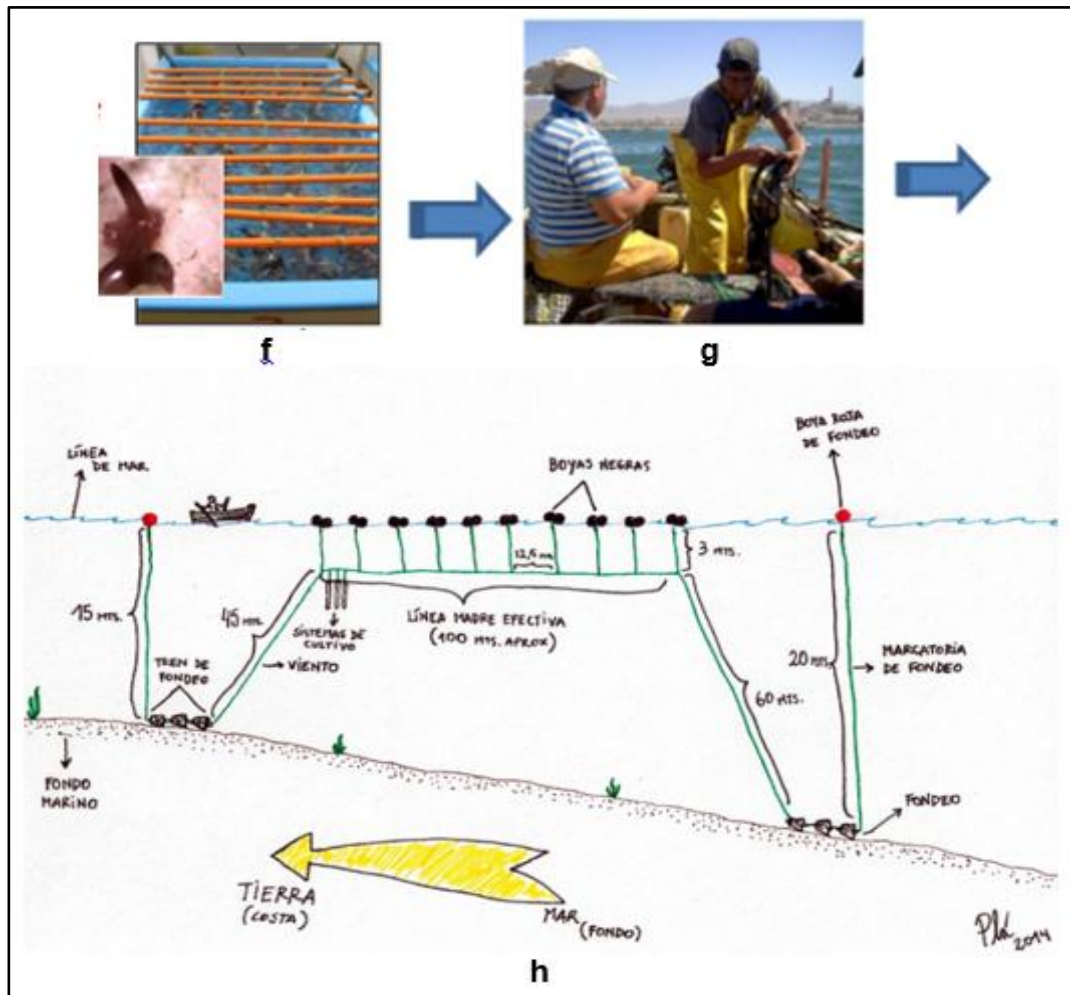 f
g
LÍNEA
DE MAR
BOYAS NEGRAS
BOYA ROJA
DE FONDEO
3 MTS.
12,5 mts
15 MTS.
45 mts.
SISTEMAS DE
CULTIVO
LÍNEA MADRE EFECTIVA
(100 MTS. APROX)
VIENTO
TREN DE
FONDEO
20 mts.
MARCATORIA
DE FONDEO
60 MTS.
FONDO
MARINO
FONDEO
TIERRA
(COSTA)
MAR
(FONDO)
2014
h